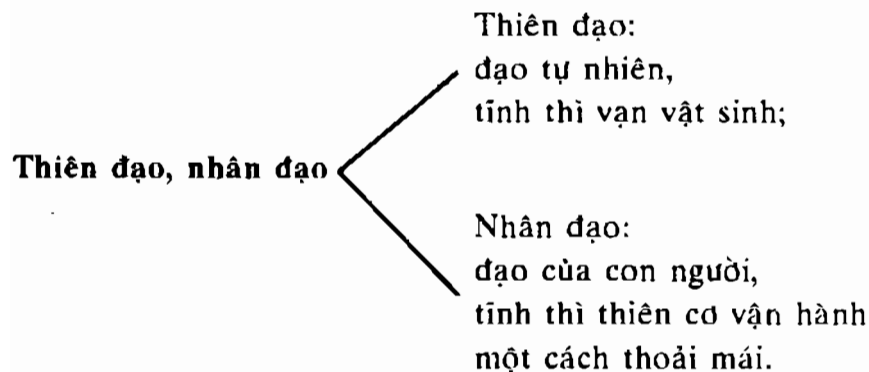 Thiên đạo:
đạo tự nhiên,
tĩnh thì vạn vật sinh;
Thiên đạo, nhân đạo
Nhân đạo:
đạo của con người,
tĩnh thì thiên cơ vận hành
một cách thoải mái.